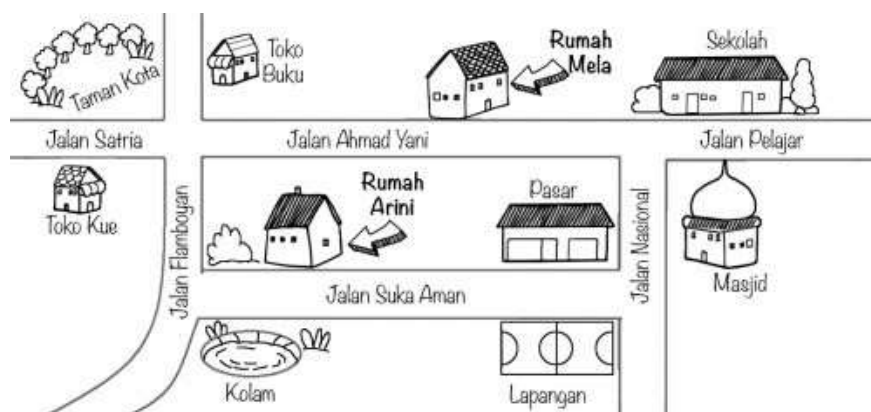 Taman Kota
Toko
Buku
Rumah
Mela
Sekolah
Jalan Satria
Jalan Ahmad Yani
Jalan Pelajar
Toko Kue
Jalan Flamboyan
Rumah
Arini
Pasar
Jalan Nasional
Masjid
Jalan Suka Aman
Kolam
Lapangan